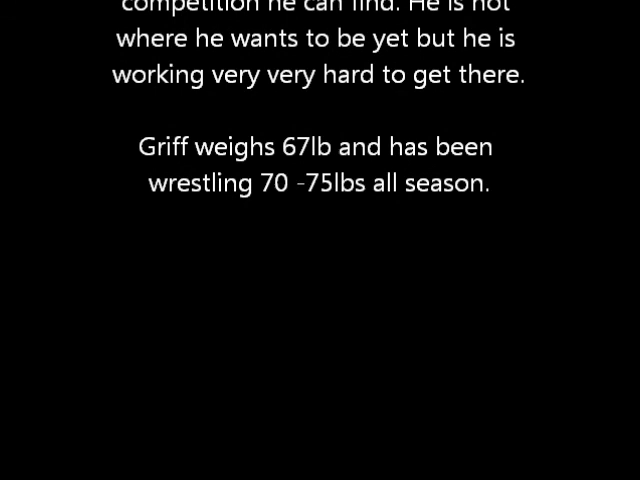 competition he can find. He is not
where he wants to be yet but he is
working very very hard to get there.
Griff weighs 67lb and has been
wrestling 70 -75lbs all season.